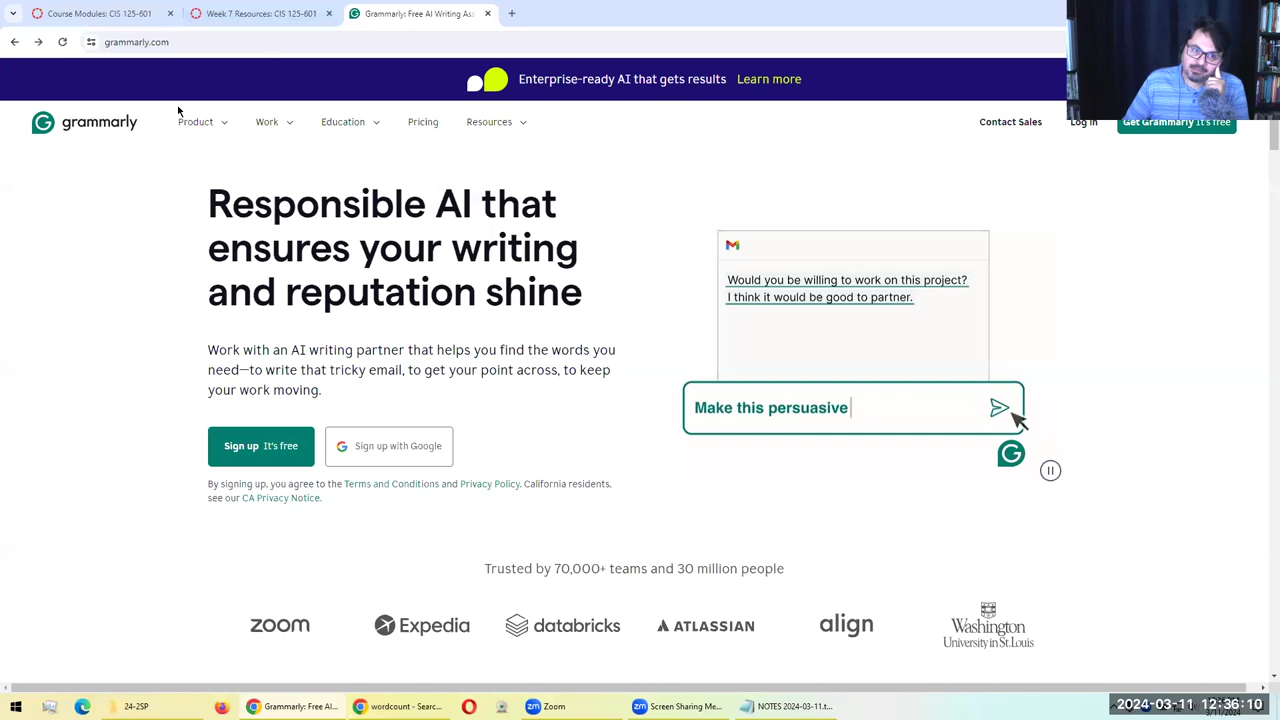 Course Modules: CIS 125-601
Week 7 Resources: CIS 125-601
Grammarly: Free AI Writing Ass
grammarly.com
Enterprise-ready AI that gets results Learn more
grammarly
Product
Work
Education
Pricing
Resources
Contact Sales
Log in
Get Grammarly It's free
Responsible AI that
ensures your writing
and reputation shine
Work with an AI writing partner that helps you find the words you
need—to write that tricky email, to get your point across, to keep
your work moving.
Sign up It's free
Sign up with Google
By signing up, you agree to the Terms and Conditions and Privacy Policy. California residents,
see our CA Privacy Notice.
Would you be willing to work on this project?
I think it would be good to partner.
Make this persuasive
Trusted by 70,000+ teams and 30 million people
zoom
Expedia
databricks
ATLASSIAN
align
Washington
University in St. Louis
24-2SP
Grammarly: Free AI...
wordcount - Searc...
Zoom
Screen Sharing Me...
NOTES 2024-03-11.t...
2024-03-11 12:36:10